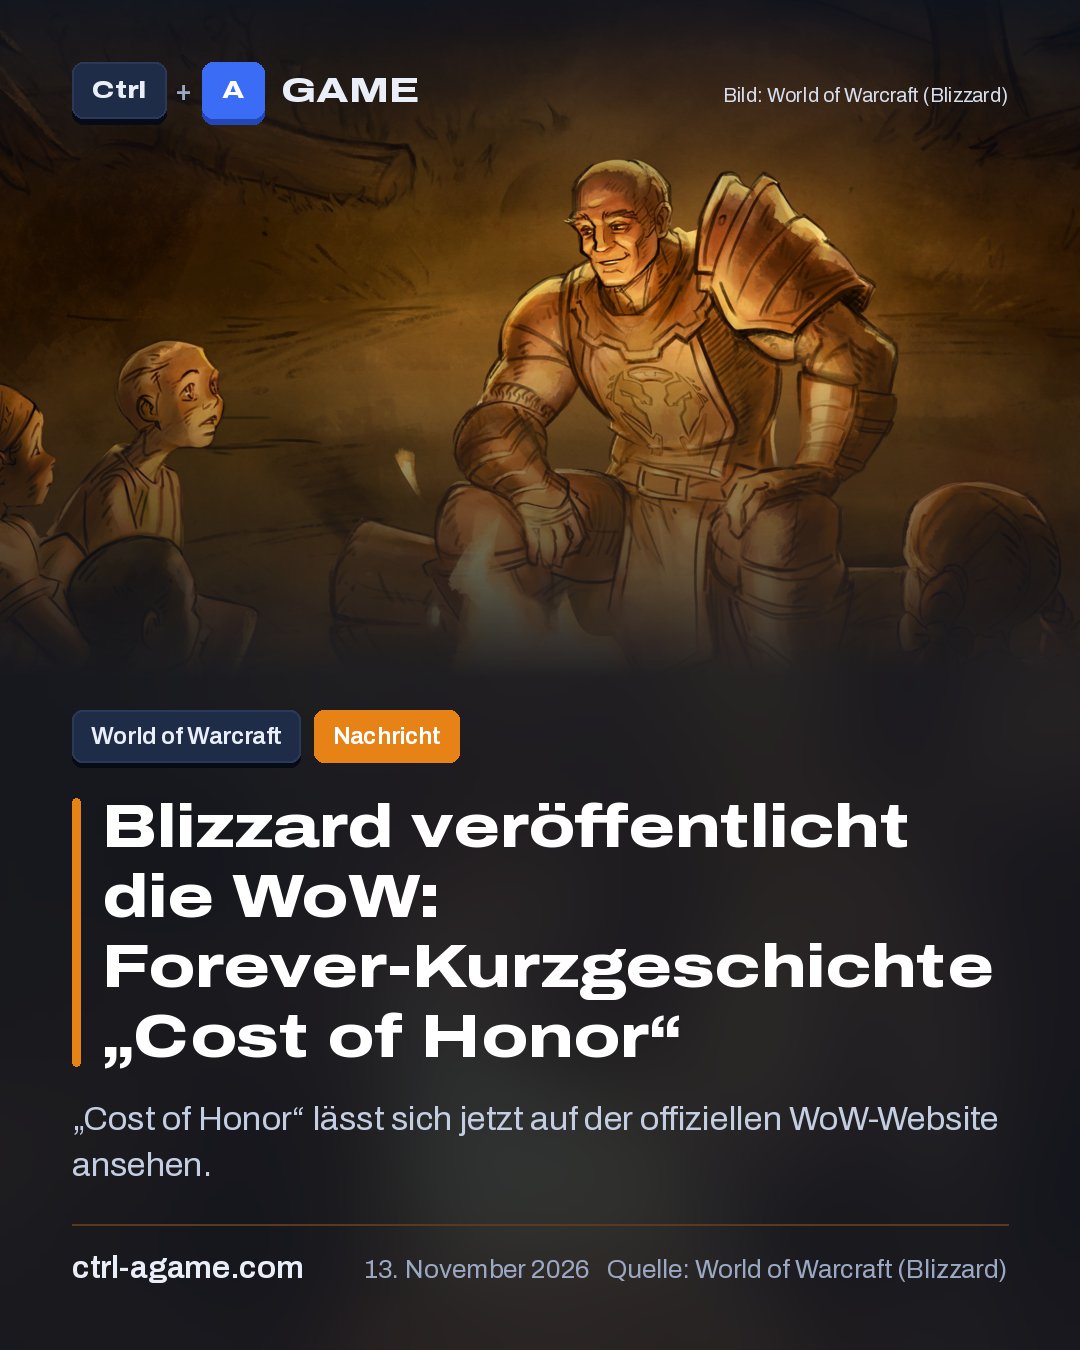 Ctrl + A GAME
Bild: World of Warcraft (Blizzard)
World of Warcraft
Nachricht
Blizzard veröffentlicht
die WoW:
Forever-Kurzgeschichte
„Cost of Honor“
„Cost of Honor“ lässt sich jetzt auf der offiziellen WoW-Website
ansehen.
ctrl-agame.com
13. November 2026 Quelle: World of Warcraft (Blizzard)